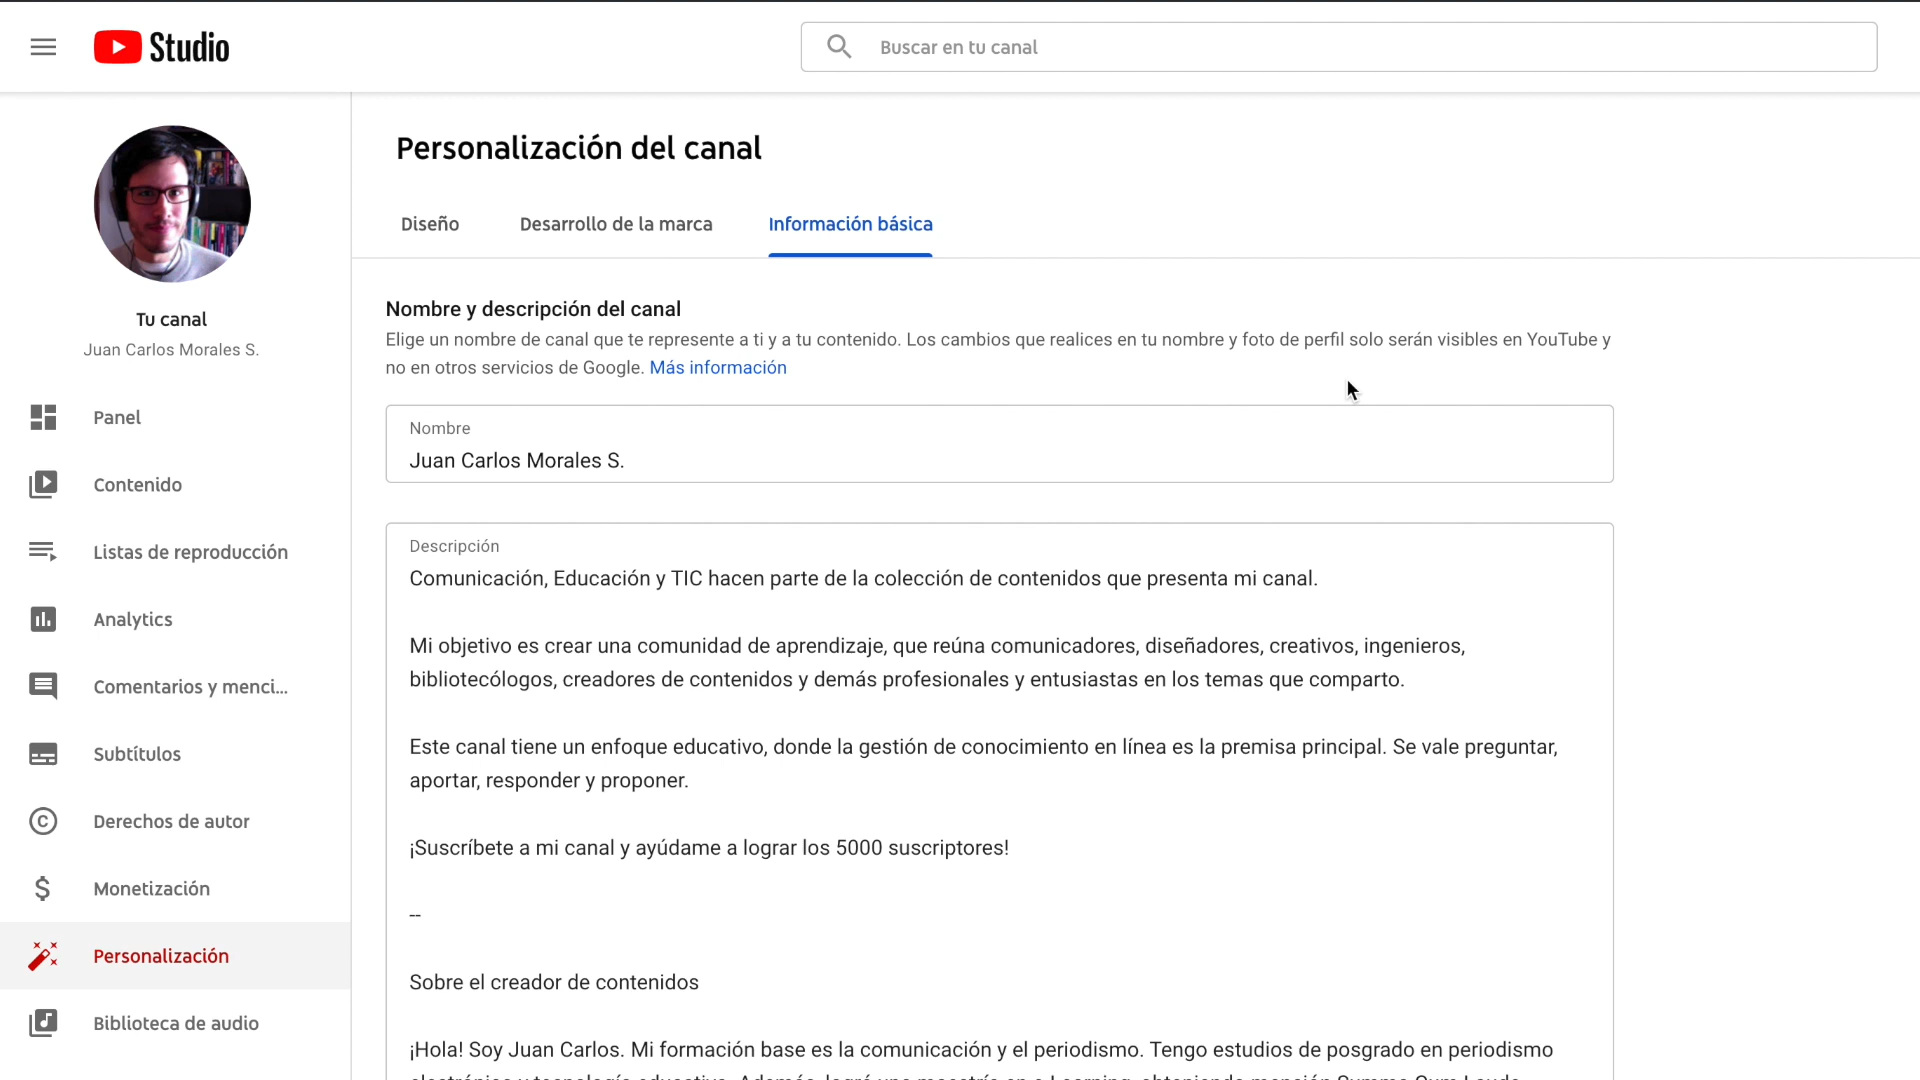 Studio
Buscar en tu canal
Tu canal
Juan Carlos Morales S.
Panel
Contenido
Listas de reproducción
Analytics
Comentarios y menci...
Subtítulos
Derechos de autor
Monetización
Personalización
Biblioteca de audio
Personalización del canal
Diseño
Desarrollo de la marca
Información básica
Nombre y descripción del canal
Elige un nombre de canal que te represente a ti y a tu contenido. Los cambios que realices en tu nombre y foto de perfil solo serán visibles en YouTube y
no en otros servicios de Google. Más información
Nombre
Juan Carlos Morales S.
Descripción
Comunicación, Educación y TIC hacen parte de la colección de contenidos que presenta mi canal.
Mi objetivo es crear una comunidad de aprendizaje, que reúna comunicadores, diseñadores, creativos, ingenieros,
bibliotecólogos, creadores de contenidos y demás profesionales y entusiastas en los temas que comparto.
Este canal tiene un enfoque educativo, donde la gestión de conocimiento en línea es la premisa principal. Se vale preguntar,
aportar, responder y proponer.
¡Suscríbete a mi canal y ayúdame a lograr los 5000 suscriptores!
--
Sobre el creador de contenidos
¡Hola! Soy Juan Carlos. Mi formación base es la comunicación y el periodismo. Tengo estudios de posgrado en periodismo